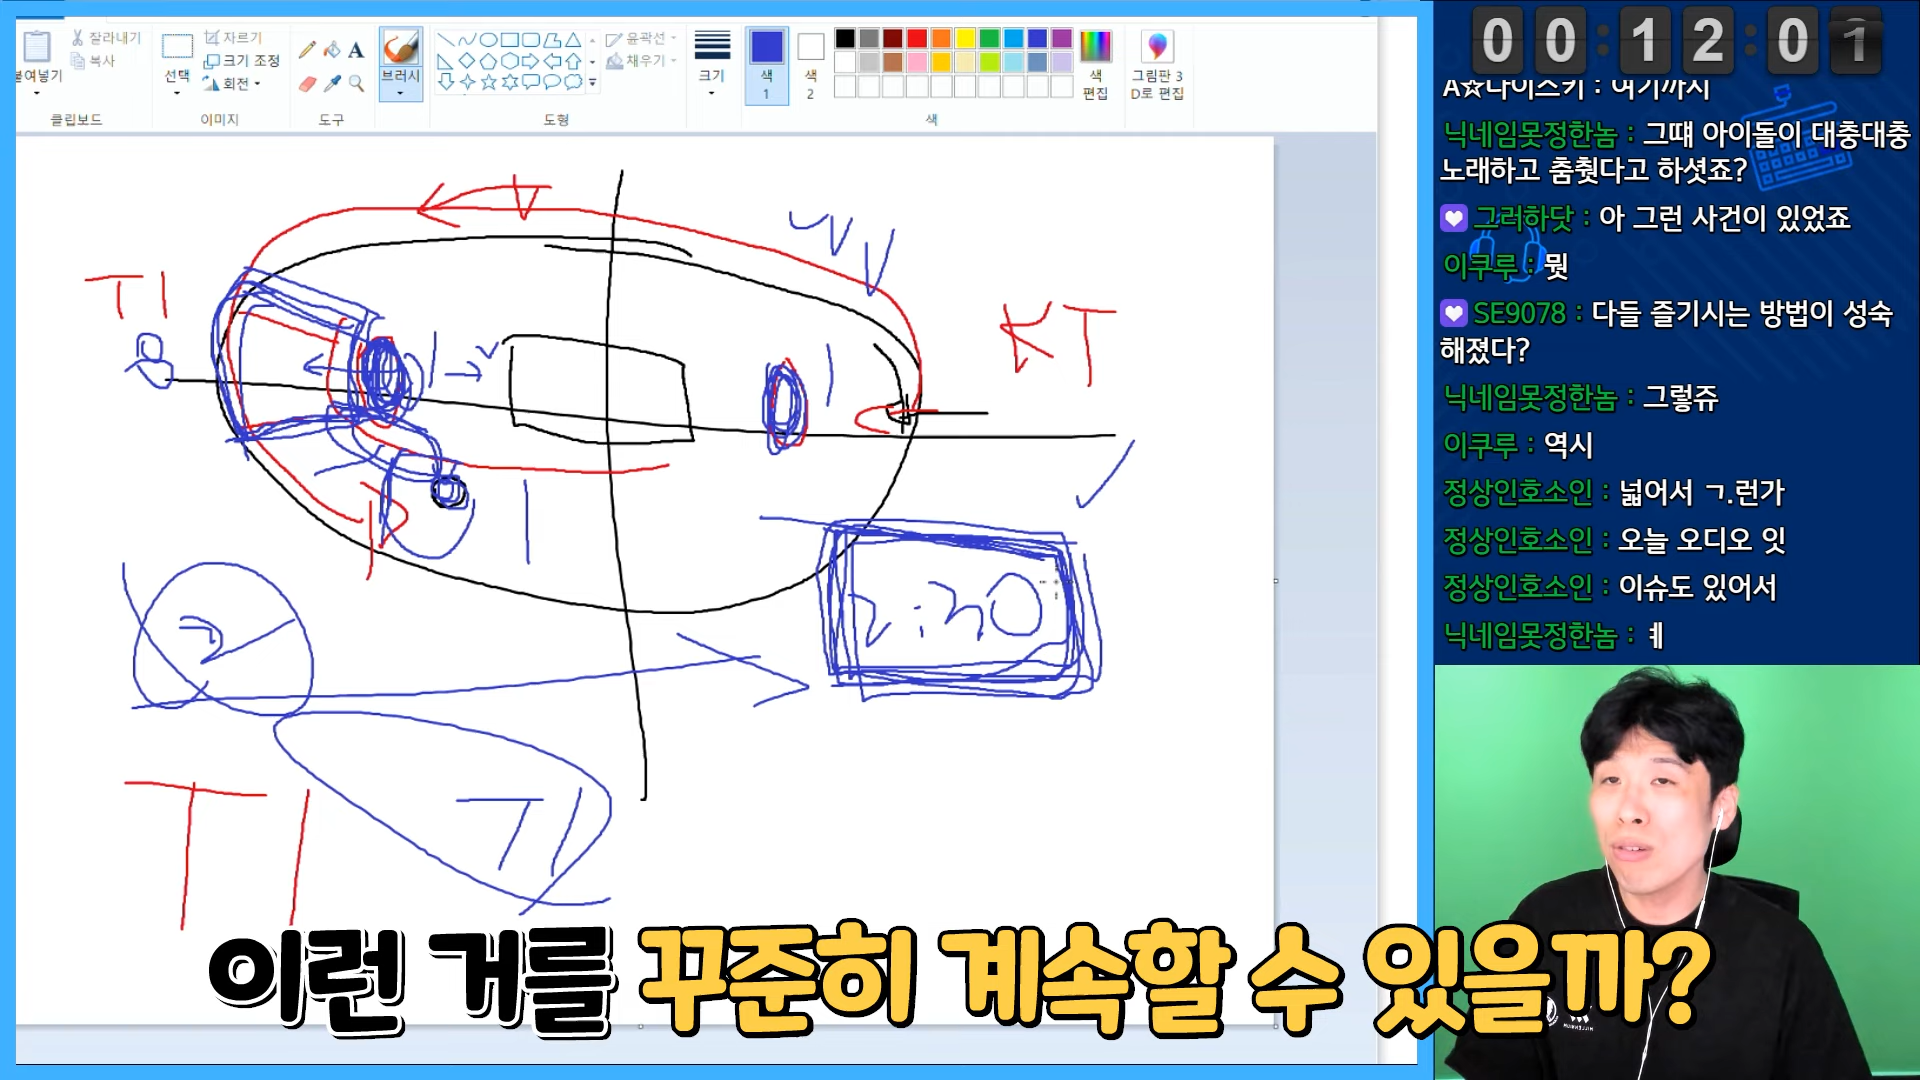 붙여넣기
잘라내기
복사
클립보드
선택
자르기
크기 조정
회전
이미지
A
도구
브러시
윤곽선
채우기
도형
크기
색
1
색
2
색
편집
그림판 3
D로 편집
색
00:12:01
A☆나이스키 : 여기까지
닉네임못정한놈 : 그떄 아이돌이 대충대충
노래하고 춤췃다고 하셧죠?
그러하닷 : 아 그런 사건이 있었죠
이쿠루 : 뭣
SE9078 : 다들 즐기시는 방법이 성숙
해졌다?
닉네임못정한놈 : 그렇쥬
이쿠루 : 역시
정상인호소인 : 넓어서 ㄱ.런가
정상인호소인 : 오늘 오디오 잇
정상인호소인 : 이슈도 있어서
닉네임못정한놈 : ㅖ
T1
KT
2:30
2
T1
T1
이런 거를 꾸준히 계속할 수 있을까?